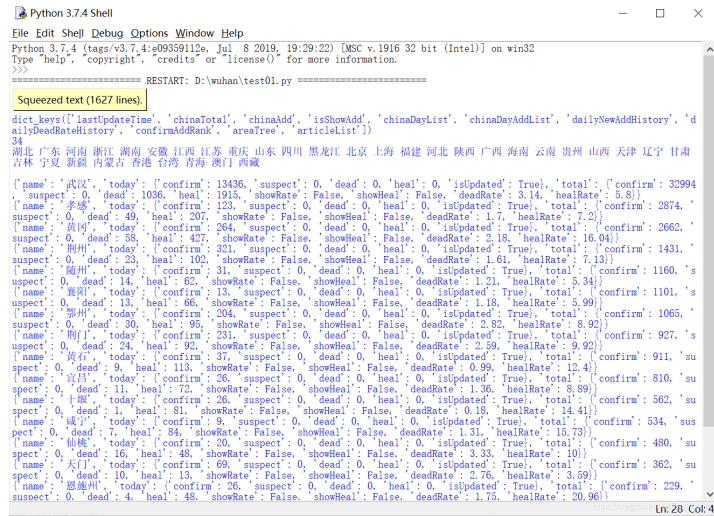 Python 3.7.4 Shell
File Edit Shell Debug Options Window Help
Python 3.7.4 (tags/v3.7.4:e09359112e, Jul  8 2019, 19:29:22) [MSC v.1916 32 bit (Intel)] on win32
Type "help", "copyright", "credits" or "license()" for more information.
>>>
======================== RESTART: D:\wuhan\test01.py ========================
Squeezed text (1627 lines).
dict_keys(['lastUpdateTime', 'chinaTotal', 'chinaAdd', 'isShowAdd', 'chinaDayList', 'chinaDayAddList', 'dailyNewAddHistory', 'd
ailyDeadRateHistory', 'confirmAddRank', 'areaTree', 'articleList'])
34
湖北 广东 河南 浙江 湖南 安徽 江西 江苏 重庆 山东 四川 黑龙江 北京 上海 福建 河北 陕西 广西 海南 云南 贵州 山西 天津 辽宁 甘肃
吉林 宁夏 新疆 内蒙古 香港 台湾 青海 澳门 西藏
{'name': '武汉', 'today': {'confirm': 13436, 'suspect': 0, 'dead': 0, 'heal': 0, 'isUpdated': True}, 'total': {'confirm': 32994
, 'suspect': 0, 'dead': 1036, 'heal': 1915, 'showRate': False, 'showHeal': False, 'deadRate': 3.14, 'healRate': 5.8}}
{'name': '孝感', 'today': {'confirm': 123, 'suspect': 0, 'dead': 0, 'heal': 0, 'isUpdated': True}, 'total': {'confirm': 2874, '
suspect': 0, 'dead': 49, 'heal': 207, 'showRate': False, 'showHeal': False, 'deadRate': 1.7, 'healRate': 7.2}}
{'name': '黄冈', 'today': {'confirm': 264, 'suspect': 0, 'dead': 0, 'heal': 0, 'isUpdated': True}, 'total': {'confirm': 2662, '
suspect': 0, 'dead': 58, 'heal': 427, 'showRate': False, 'showHeal': False, 'deadRate': 2.18, 'healRate': 16.04}}
{'name': '荆州', 'today': {'confirm': 321, 'suspect': 0, 'dead': 0, 'heal': 0, 'isUpdated': True}, 'total': {'confirm': 1431, '
suspect': 0, 'dead': 23, 'heal': 102, 'showRate': False, 'showHeal': False, 'deadRate': 1.61, 'healRate': 7.13}}
{'name': '随州', 'today': {'confirm': 31, 'suspect': 0, 'dead': 0, 'heal': 0, 'isUpdated': True}, 'total': {'confirm': 1160, 's
uspect': 0, 'dead': 14, 'heal': 62, 'showRate': False, 'showHeal': False, 'deadRate': 1.21, 'healRate': 5.34}}
{'name': '襄阳', 'today': {'confirm': 13, 'suspect': 0, 'dead': 0, 'heal': 0, 'isUpdated': True}, 'total': {'confirm': 1101, 's
uspect': 0, 'dead': 13, 'heal': 66, 'showRate': False, 'showHeal': False, 'deadRate': 1.18, 'healRate': 5.99}}
{'name': '鄂州', 'today': {'confirm': 204, 'suspect': 0, 'dead': 0, 'heal': 0, 'isUpdated': True}, 'total': {'confirm': 1065, '
suspect': 0, 'dead': 30, 'heal': 95, 'showRate': False, 'showHeal': False, 'deadRate': 2.82, 'healRate': 8.92}}
{'name': '荆门', 'today': {'confirm': 231, 'suspect': 0, 'dead': 0, 'heal': 0, 'isUpdated': True}, 'total': {'confirm': 927, 's
uspect': 0, 'dead': 24, 'heal': 92, 'showRate': False, 'showHeal': False, 'deadRate': 2.59, 'healRate': 9.92}}
{'name': '黄石', 'today': {'confirm': 37, 'suspect': 0, 'dead': 0, 'heal': 0, 'isUpdated': True}, 'total': {'confirm': 911, 'su
spect': 0, 'dead': 9, 'heal': 113, 'showRate': False, 'showHeal': False, 'deadRate': 0.99, 'healRate': 12.4}}
{'name': '宜昌', 'today': {'confirm': 26, 'suspect': 0, 'dead': 0, 'heal': 0, 'isUpdated': True}, 'total': {'confirm': 810, 'su
spect': 0, 'dead': 11, 'heal': 72, 'showRate': False, 'showHeal': False, 'deadRate': 1.36, 'healRate': 8.89}}
{'name': '十堰', 'today': {'confirm': 26, 'suspect': 0, 'dead': 0, 'heal': 0, 'isUpdated': True}, 'total': {'confirm': 562, 'su
spect': 0, 'dead': 1, 'heal': 81, 'showRate': False, 'showHeal': False, 'deadRate': 0.18, 'healRate': 14.41}}
{'name': '咸宁', 'today': {'confirm': 9, 'suspect': 0, 'dead': 0, 'heal': 0, 'isUpdated': True}, 'total': {'confirm': 534, 'sus
pect': 0, 'dead': 7, 'heal': 84, 'showRate': False, 'showHeal': False, 'deadRate': 1.31, 'healRate': 15.73}}
{'name': '仙桃', 'today': {'confirm': 20, 'suspect': 0, 'dead': 0, 'heal': 0, 'isUpdated': True}, 'total': {'confirm': 480, 'su
spect': 0, 'dead': 16, 'heal': 48, 'showRate': False, 'showHeal': False, 'deadRate': 3.33, 'healRate': 10}}
{'name': '天门', 'today': {'confirm': 69, 'suspect': 0, 'dead': 0, 'heal': 0, 'isUpdated': True}, 'total': {'confirm': 362, 'su
spect': 0, 'dead': 10, 'heal': 13, 'showRate': False, 'showHeal': False, 'deadRate': 2.76, 'healRate': 3.59}}
{'name': '恩施州', 'today': {'confirm': 26, 'suspect': 0, 'dead': 0, 'heal': 0, 'isUpdated': True}, 'total': {'confirm': 229, '
suspect': 0, 'dead': 4, 'heal': 48, 'showRate': False, 'showHeal': False, 'deadRate': 1.75, 'healRate': 20.96}}
Ln: 28 Col: 4